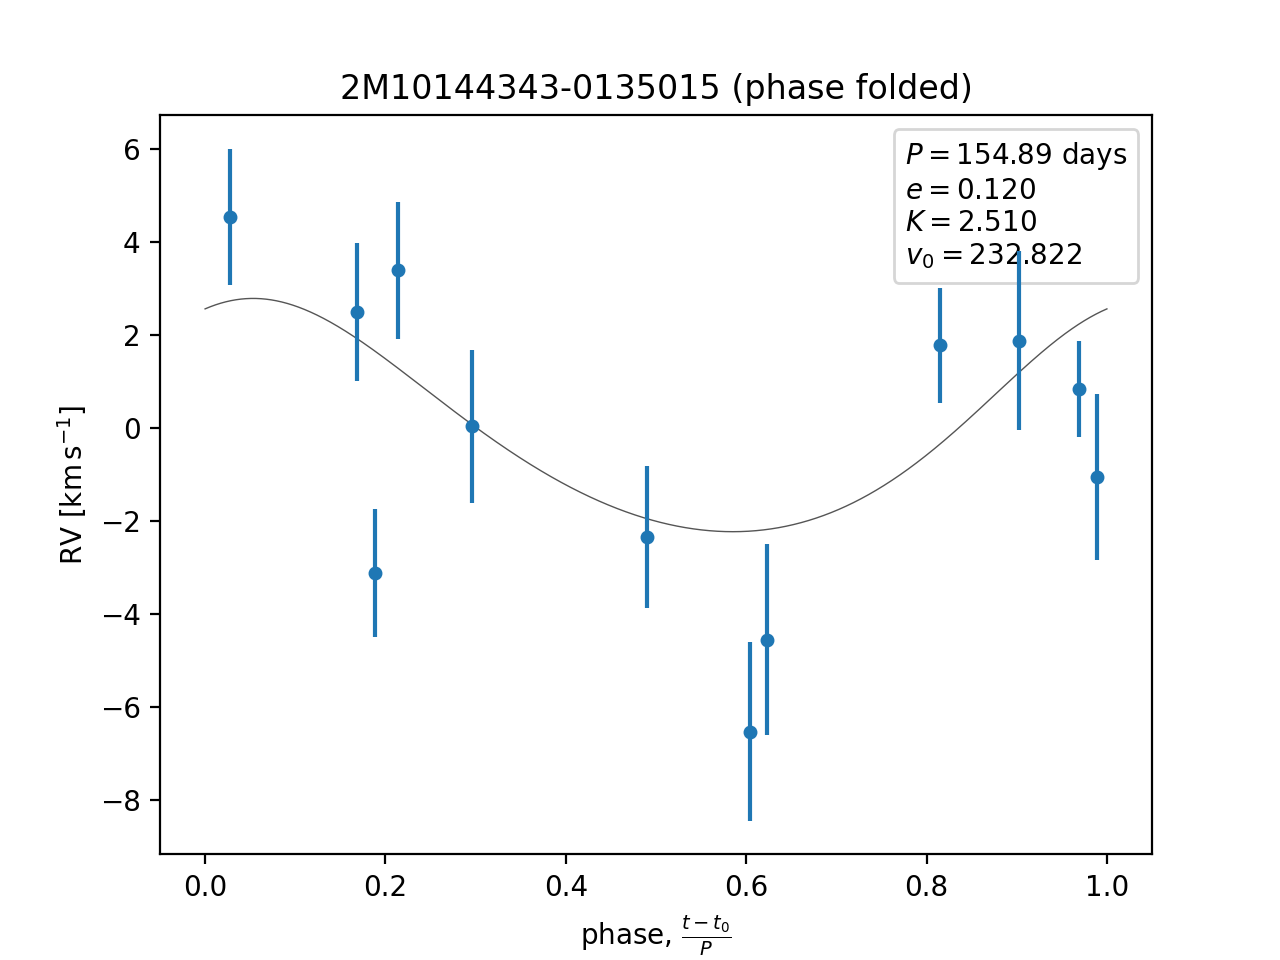 2M10144343-0135015 (phase folded)
P = 154.89 days
e = 0.120
K = 2.510
v₀ = 232.822
RV [km s⁻¹]
6
4
2
0
−2
−4
−6
−8
0.0 0.2 0.4 0.6 0.8 1.0
phase, (t − t₀)/P